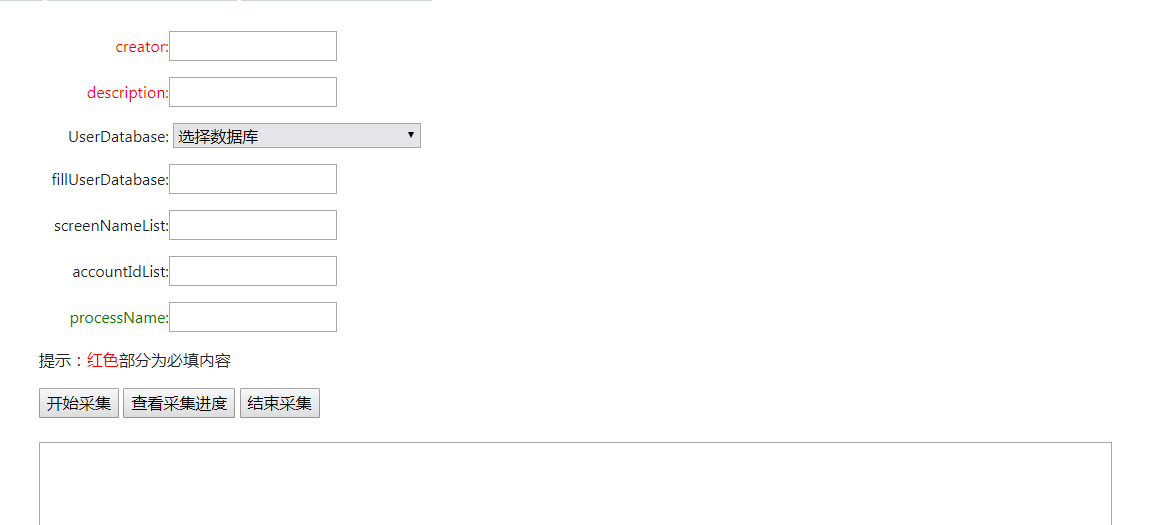 creator:
description:
UserDatabase: 选择数据库
fillUserDatabase:
screenNameList:
accountIdList:
processName:
提示：红色部分为必填内容
开始采集 查看采集进度 结束采集